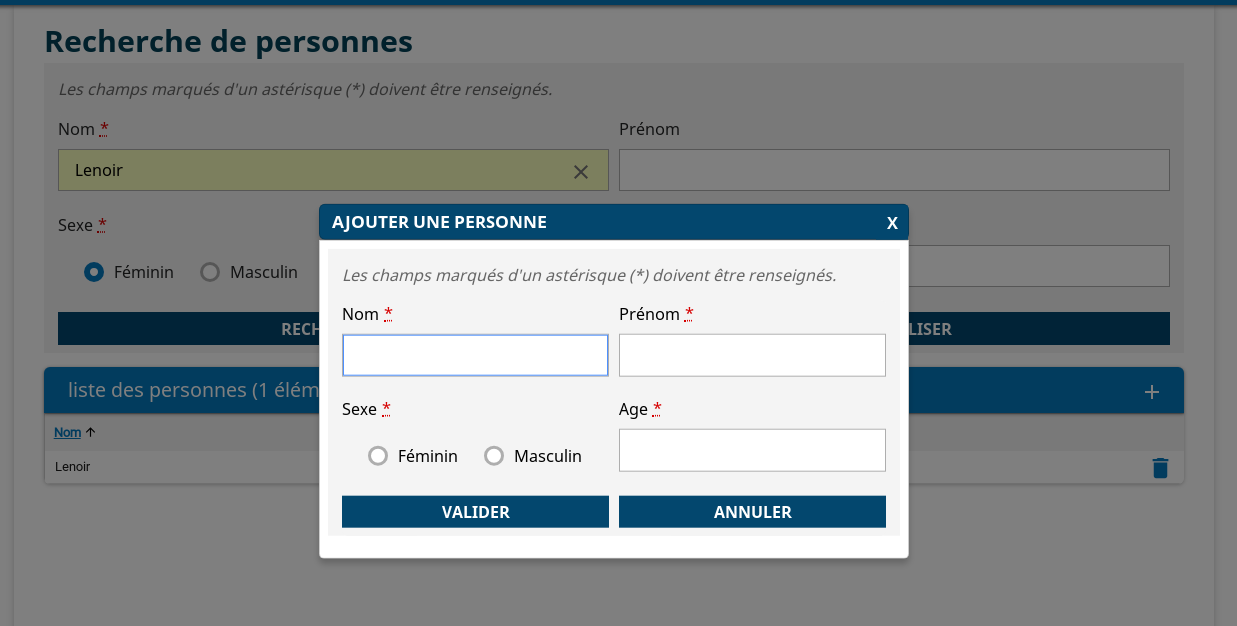 Recherche de personnes
Les champs marqués d'un astérisque (*) doivent être renseignés.
Nom * Prénom
Lenoir
Sexe *
Féminin Masculin
RECH LISER
liste des personnes (1 élém
Nom
Lenoir
AJOUTER UNE PERSONNE X
Les champs marqués d'un astérisque (*) doivent être renseignés.
Nom * Prénom *
Sexe * Age *
Féminin Masculin
VALIDER ANNULER